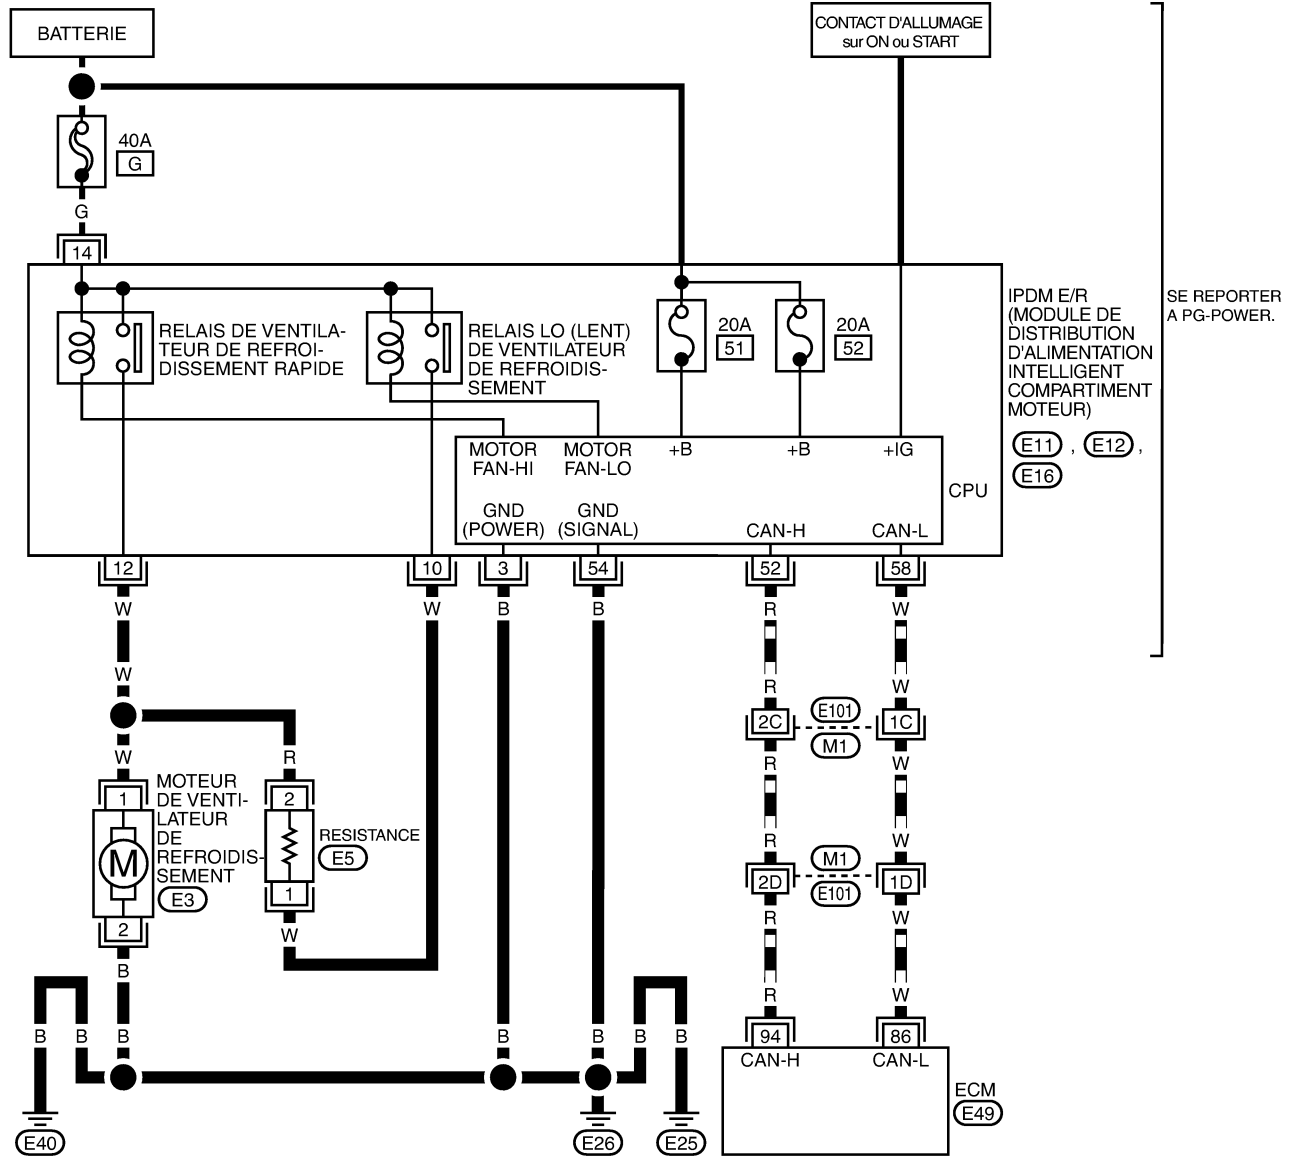 BATTERIE
CONTACT D'ALLUMAGE
sur ON ou START
40A
G
G
14
RELAIS DE VENTILA-
TEUR DE REFROI-
DISSEMENT RAPIDE
RELAIS LO (LENT)
DE VENTILATEUR
DE REFROIDIS-
SEMENT
20A
51
20A
52
IPDM E/R
(MODULE DE
DISTRIBUTION
D'ALIMENTATION
INTELLIGENT
COMPARTIMENT
MOTEUR)
E11 , E12 ,
E16
SE REPORTER
A PG-POWER.
MOTOR
FAN-HI
MOTOR
FAN-LO
+B
+B
+IG
CPU
GND
(POWER)
GND
(SIGNAL)
CAN-H
CAN-L
12
10
3
54
52
58
W
W
B
B
R
W
W
R
W
2C
E101
M1
1C
W
R
R
W
1
MOTEUR
DE VENTI-
LATEUR
DE
REFROIDIS-
SEMENT
E3
M
2
2
RESISTANCE
E5
1
W
R
W
2D
M1
E101
1D
R
W
B
R
W
B
B
B
B
B
B
B
94
86
CAN-H
CAN-L
ECM
E49
E40
E26
E25